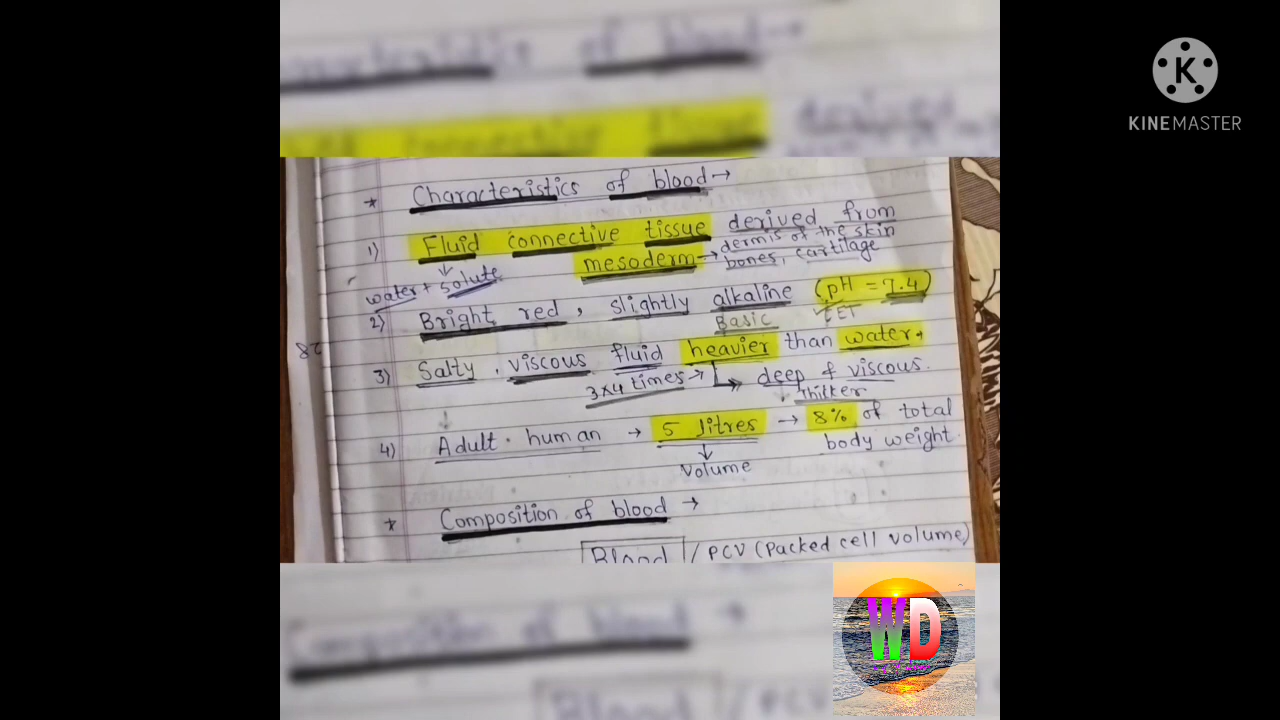 KINEMASTER
* Characteristics of blood→
1) Fluid connective tissue derived from
mesoderm→ dermis of the skin
bones, cartilage
water + solute
2) Bright red, slightly alkaline (pH = 7.4)
Basic
3) Salty, viscous fluid heavier than water.
3×4 times → deep & viscous.
Thicker
4) Adult human → 5 litres → 8% of total
body weight.
Volume
* Composition of blood →
Blood / PCV (Packed cell volume)
WD